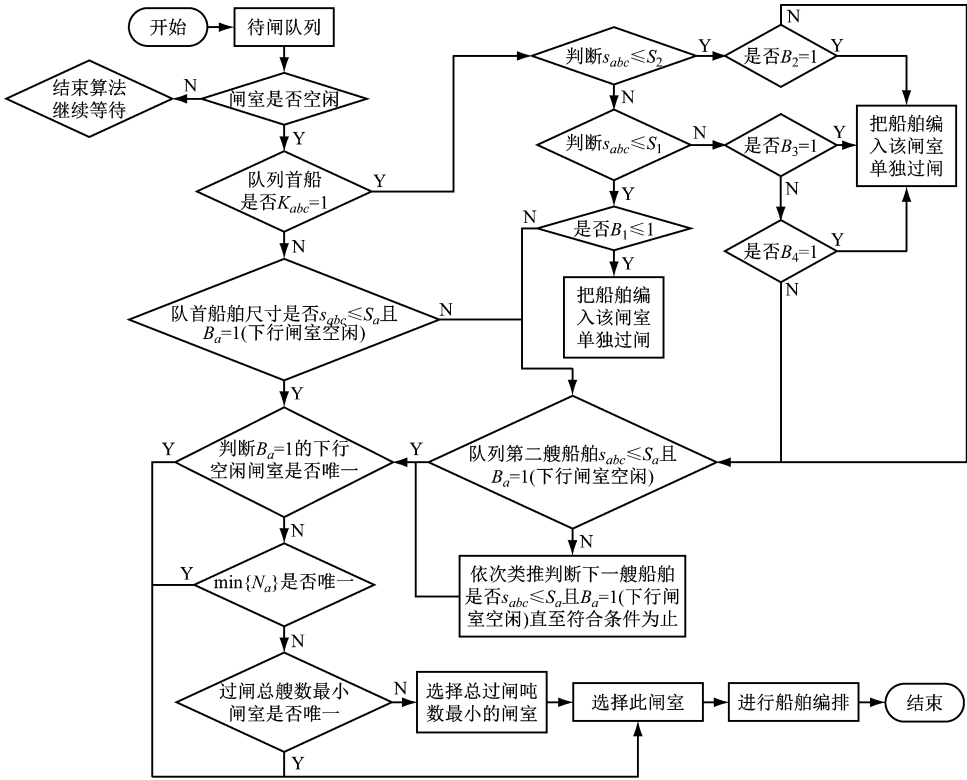 开始
待闸队列
闸室是否空闲
N
结束算法
继续等待
Y
队列首船
是否Kabc=1
Y
N
判断sabc≤S2
Y
是否B2=1
N
Y
N
判断sabc≤S1
N
是否B3=1
Y
把船舶编
入该闸室
单独过闸
Y
N
是否B1≤1
N
Y
是否B4=1
Y
N
把船舶编
入该闸室
单独过闸
队首船舶尺寸是否sabc≤Sa且
Ba=1(下行闸室空闲)
N
Y
判断Ba=1的下行
空闲闸室是否唯一
Y
N
队列第二艘船舶sabc≤Sa且
Ba=1(下行闸室空闲)
Y
N
依次类推判断下一艘船舶
是否sabc≤Sa且Ba=1(下行闸
室空闲)直至符合条件为止
min{Na}是否唯一
Y
N
过闸总艘数最小
闸室是否唯一
N
Y
选择总过闸吨
数最小的闸室
选择此闸室
进行船舶编排
结束